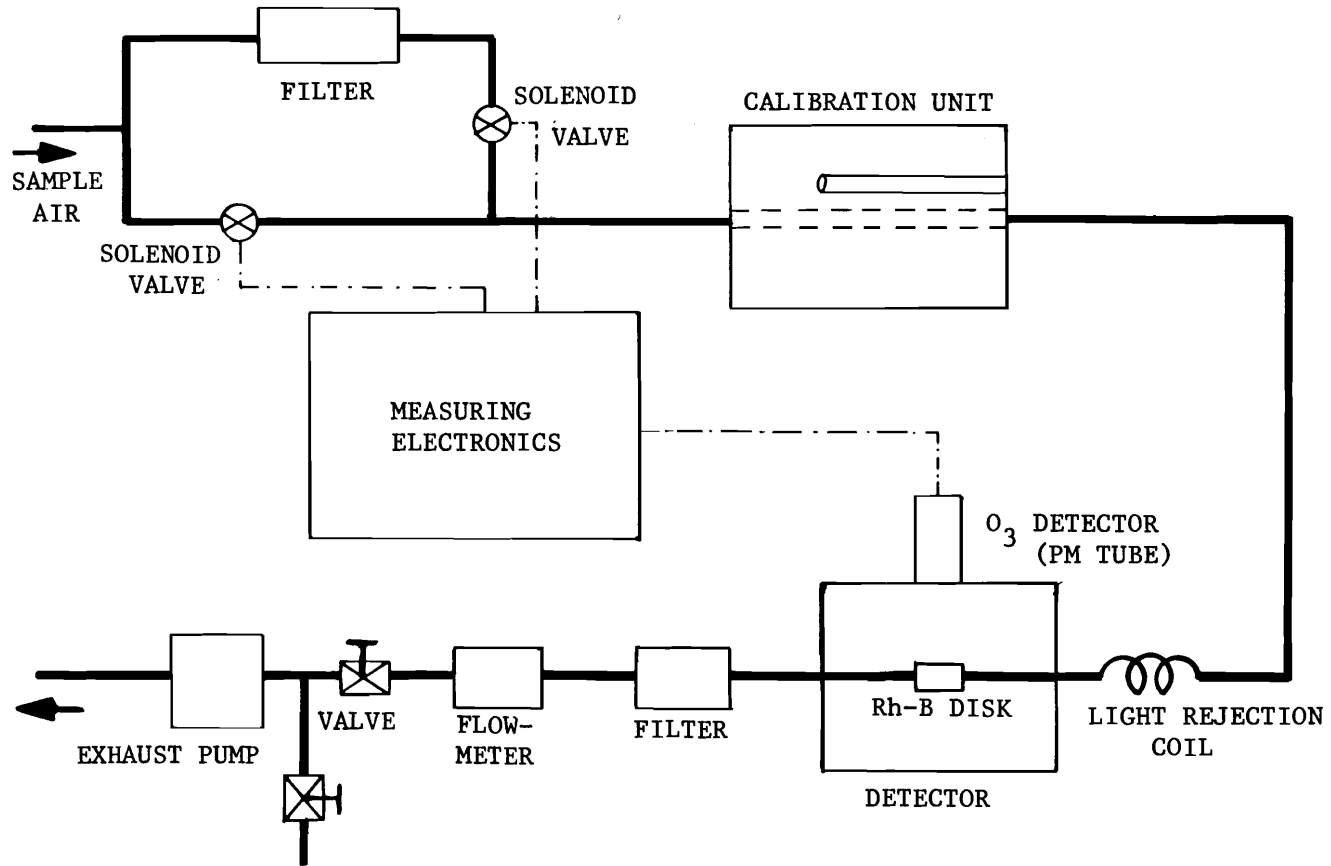 FILTER
SOLENOID
VALVE
CALIBRATION UNIT
SAMPLE
AIR
SOLENOID
VALVE
MEASURING
ELECTRONICS
O3 DETECTOR
(PM TUBE)
Rh-B DISK
LIGHT REJECTION
COIL
DETECTOR
FILTER
FLOW-
METER
VALVE
EXHAUST PUMP